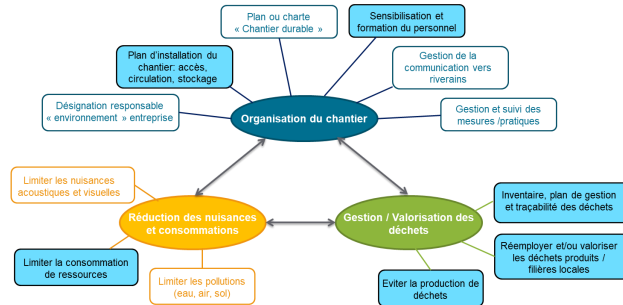 Plan ou charte
« Chantier durable »
Sensibilisation et
formation du personnel
Plan d'installation du
chantier: accès,
circulation, stockage
Gestion de la
communication vers
riverains
Désignation responsable
« environnement » entreprise
Organisation du chantier
Gestion et suivi des
mesures /pratiques
Limiter les nuisances
acoustiques et visuelles
Réduction des nuisances
et consommations
Gestion / Valorisation des
déchets
Inventaire, plan de gestion
et traçabilité des déchets
Limiter la consommation
de ressources
Limiter les pollutions
(eau, air, sol)
Eviter la production de
déchets
Réemployer et/ou valoriser
les déchets produits /
filières locales